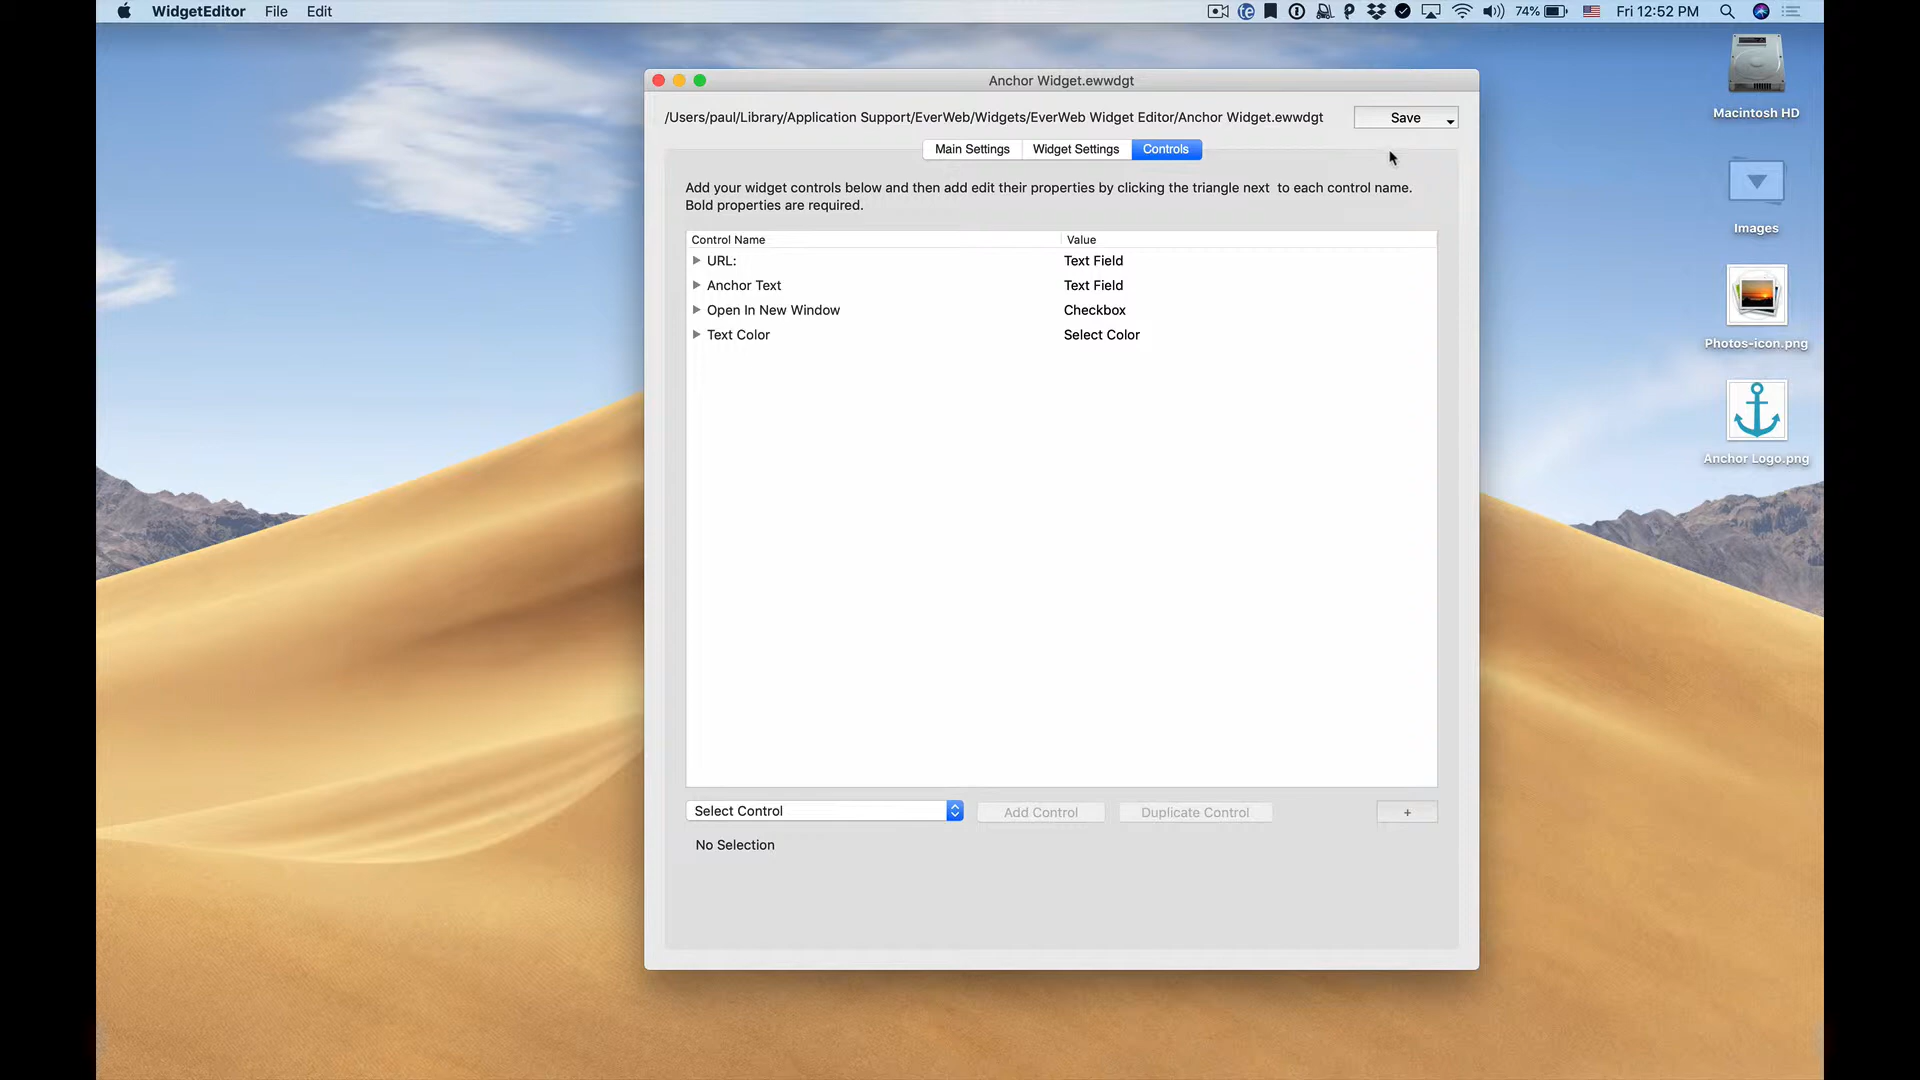 WidgetEditor File Edit 74% Fri 12:52 PM
Anchor Widget.ewwdgt
/Users/paul/Library/Application Support/EverWeb/Widgets/EverWeb Widget Editor/Anchor Widget.ewwdgt Save
Main Settings Widget Settings Controls
Add your widget controls below and then add edit their properties by clicking the triangle next to each control name.
Bold properties are required.
Control Name Value
URL: Text Field
Anchor Text Text Field
Open In New Window Checkbox
Text Color Select Color
Select Control Add Control Duplicate Control +
No Selection
Macintosh HD
Images
Photos-icon.png
Anchor Logo.png